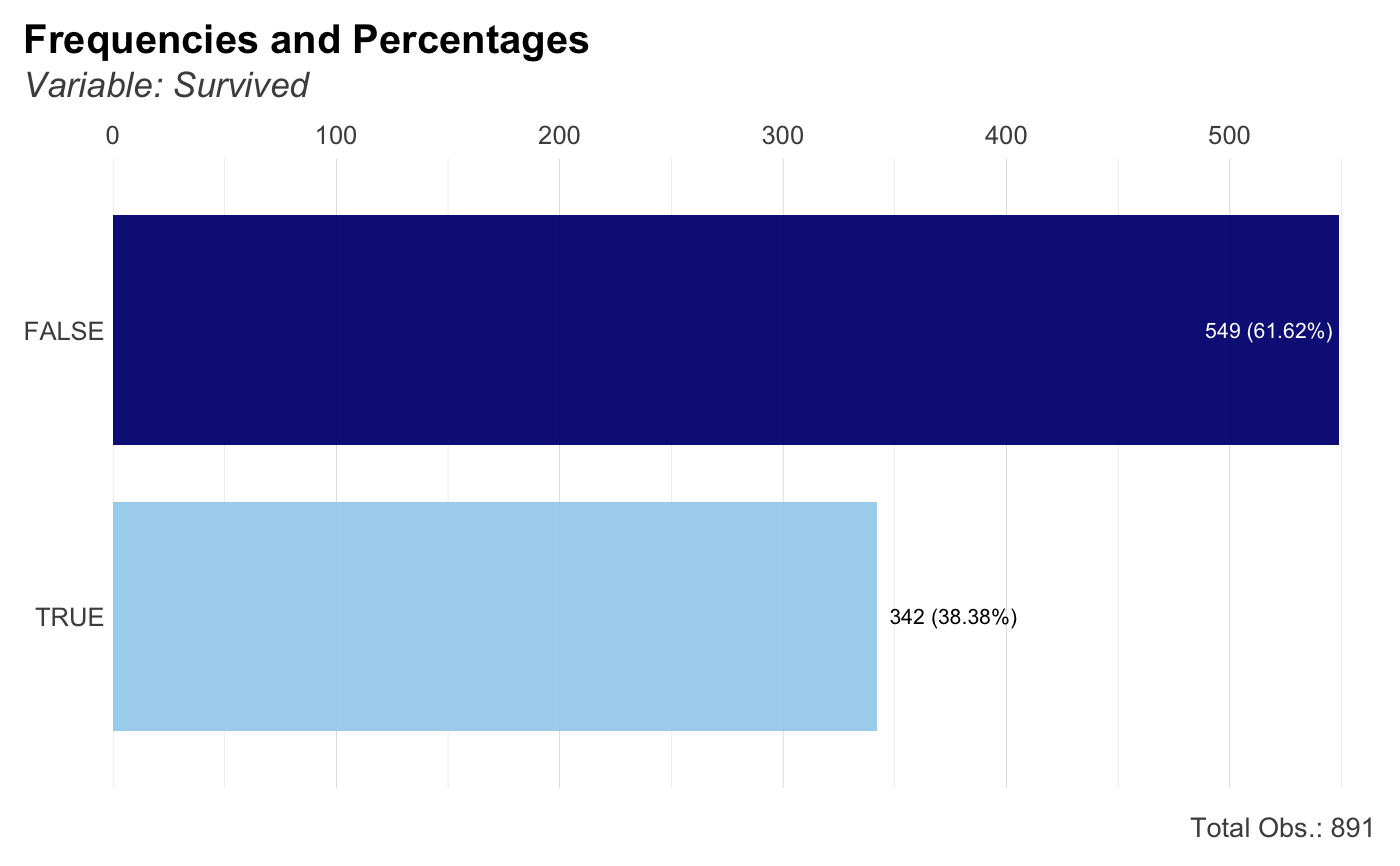 Frequencies and Percentages
Variable: Survived
0 100 200 300 400 500
FALSE 549 (61.62%)
TRUE 342 (38.38%)
Total Obs.: 891